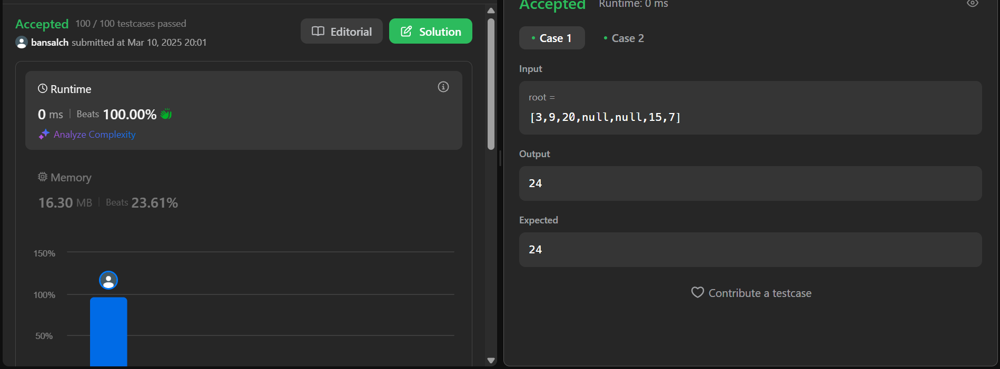 Accepted 100 / 100 testcases passed
bansalch submitted at Mar 10, 2025 20:01
Editorial
Solution
Runtime
0 ms | Beats 100.00%
Analyze Complexity
Memory
16.30 MB | Beats 23.61%
150%
100%
50%
Accepted Runtime: 0 ms
• Case 1 • Case 2
Input
root =
[3,9,20,null,null,15,7]
Output
24
Expected
24
Contribute a testcase